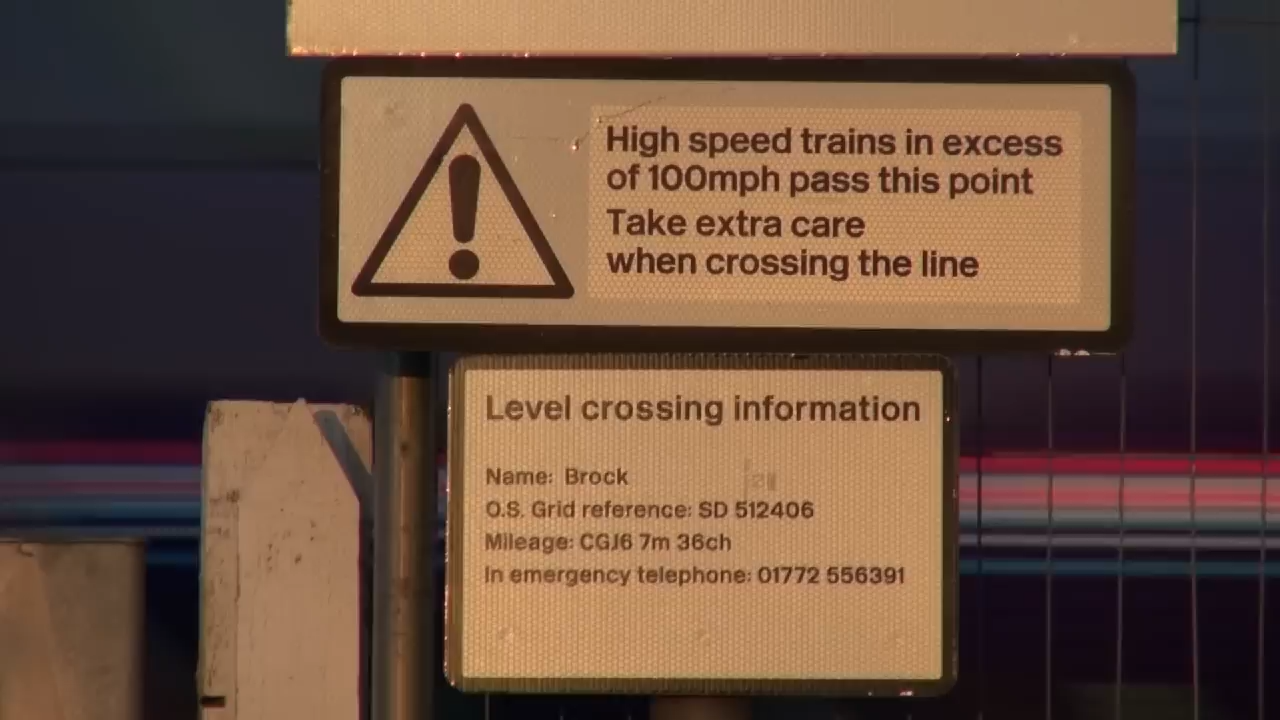 High speed trains in excess
of 100mph pass this point
Take extra care
when crossing the line
Level crossing information
Name: Brock
O.S. Grid reference: SD 512406
Mileage: CGJ6 7m 36ch
In emergency telephone: 01772 556391